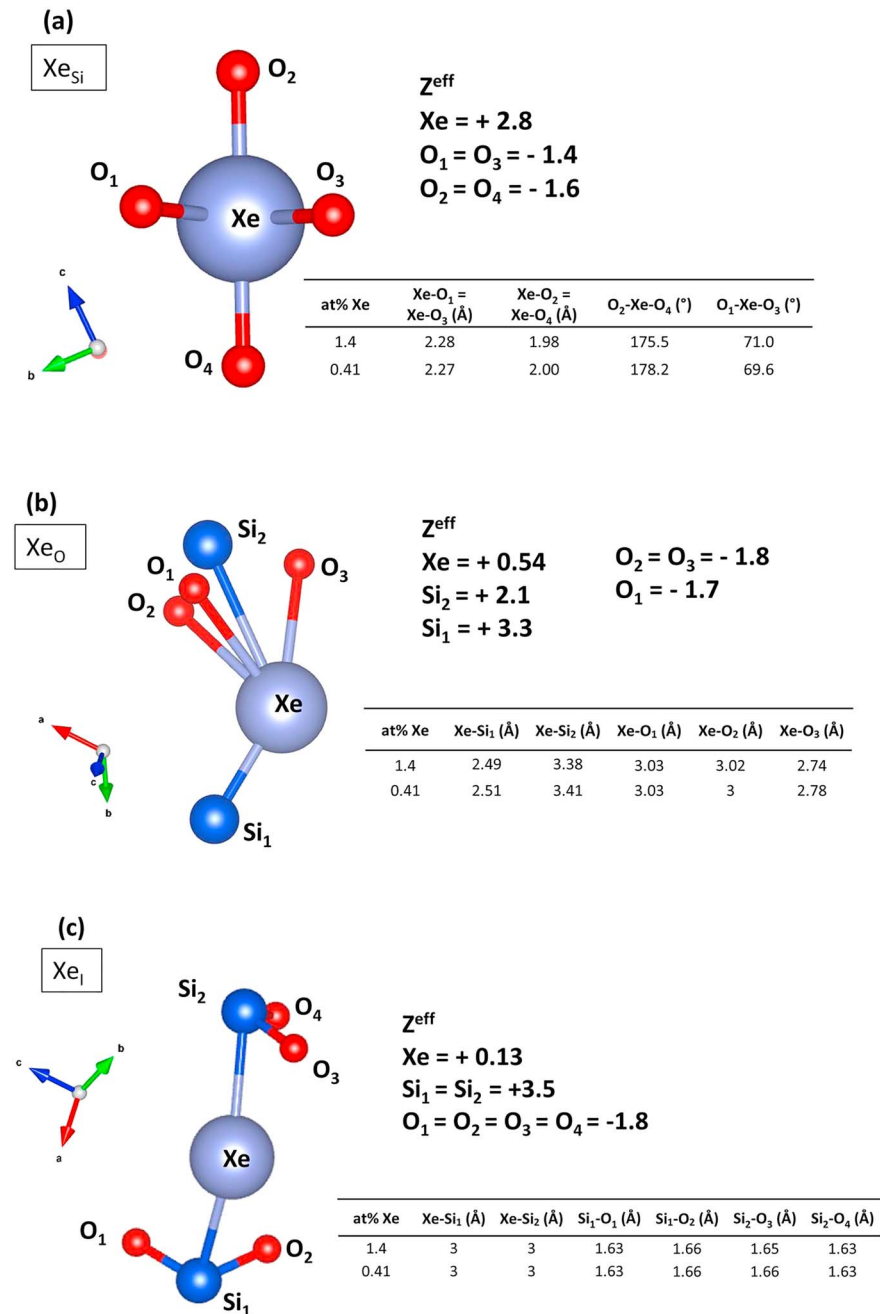 (a)
Xe_Si
O₂
O₁
O₃
Xe
O₄
c
b
Z^eff
Xe = + 2.8
O₁ = O₃ = - 1.4
O₂ = O₄ = - 1.6
at% Xe Xe-O₁ = Xe-O₃ (Å) Xe-O₂ = Xe-O₄ (Å) O₂-Xe-O₄ (°) O₁-Xe-O₃ (°)
1.4 2.28 1.98 175.5 71.0
0.41 2.27 2.00 178.2 69.6
(b)
Xe_O
Si₂
O₁
O₂
O₃
Xe
Si₁
a
c
b
Z^eff
Xe = + 0.54
Si₂ = + 2.1
Si₁ = + 3.3
O₂ = O₃ = - 1.8
O₁ = - 1.7
at% Xe Xe-Si₁ (Å) Xe-Si₂ (Å) Xe-O₁ (Å) Xe-O₂ (Å) Xe-O₃ (Å)
1.4 2.49 3.38 3.03 3.02 2.74
0.41 2.51 3.41 3.03 3 2.78
(c)
Xe_I
Si₂
O₄
O₃
Xe
O₁
O₂
Si₁
c
b
a
Z^eff
Xe = + 0.13
Si₁ = Si₂ = +3.5
O₁ = O₂ = O₃ = O₄ = -1.8
at% Xe Xe-Si₁ (Å) Xe-Si₂ (Å) Si₁-O₁ (Å) Si₁-O₂ (Å) Si₂-O₃ (Å) Si₂-O₄ (Å)
1.4 3 3 1.63 1.66 1.65 1.63
0.41 3 3 1.63 1.66 1.66 1.63